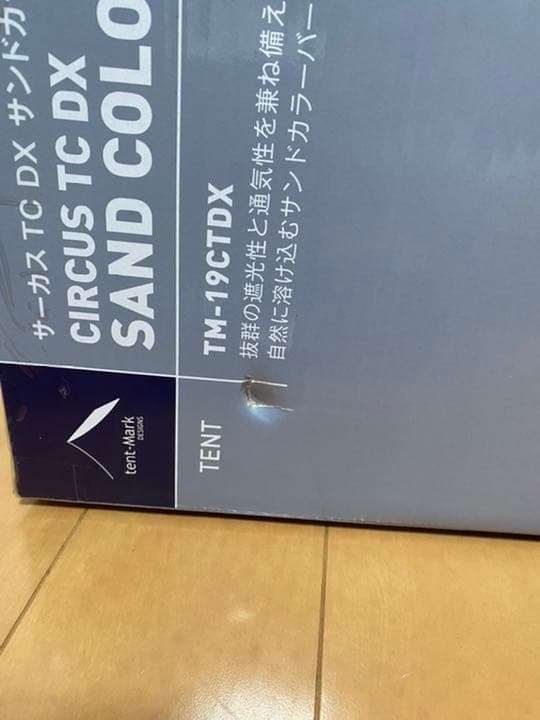 サーカス TC DX サンドカ
CIRCUS TC DX
SAND COLO
TM-19CTDX
抜群の遮光性と通気性を兼ね備え
自然に溶け込むサンドカラーバー
tent-Mark
DESIGNS
TENT